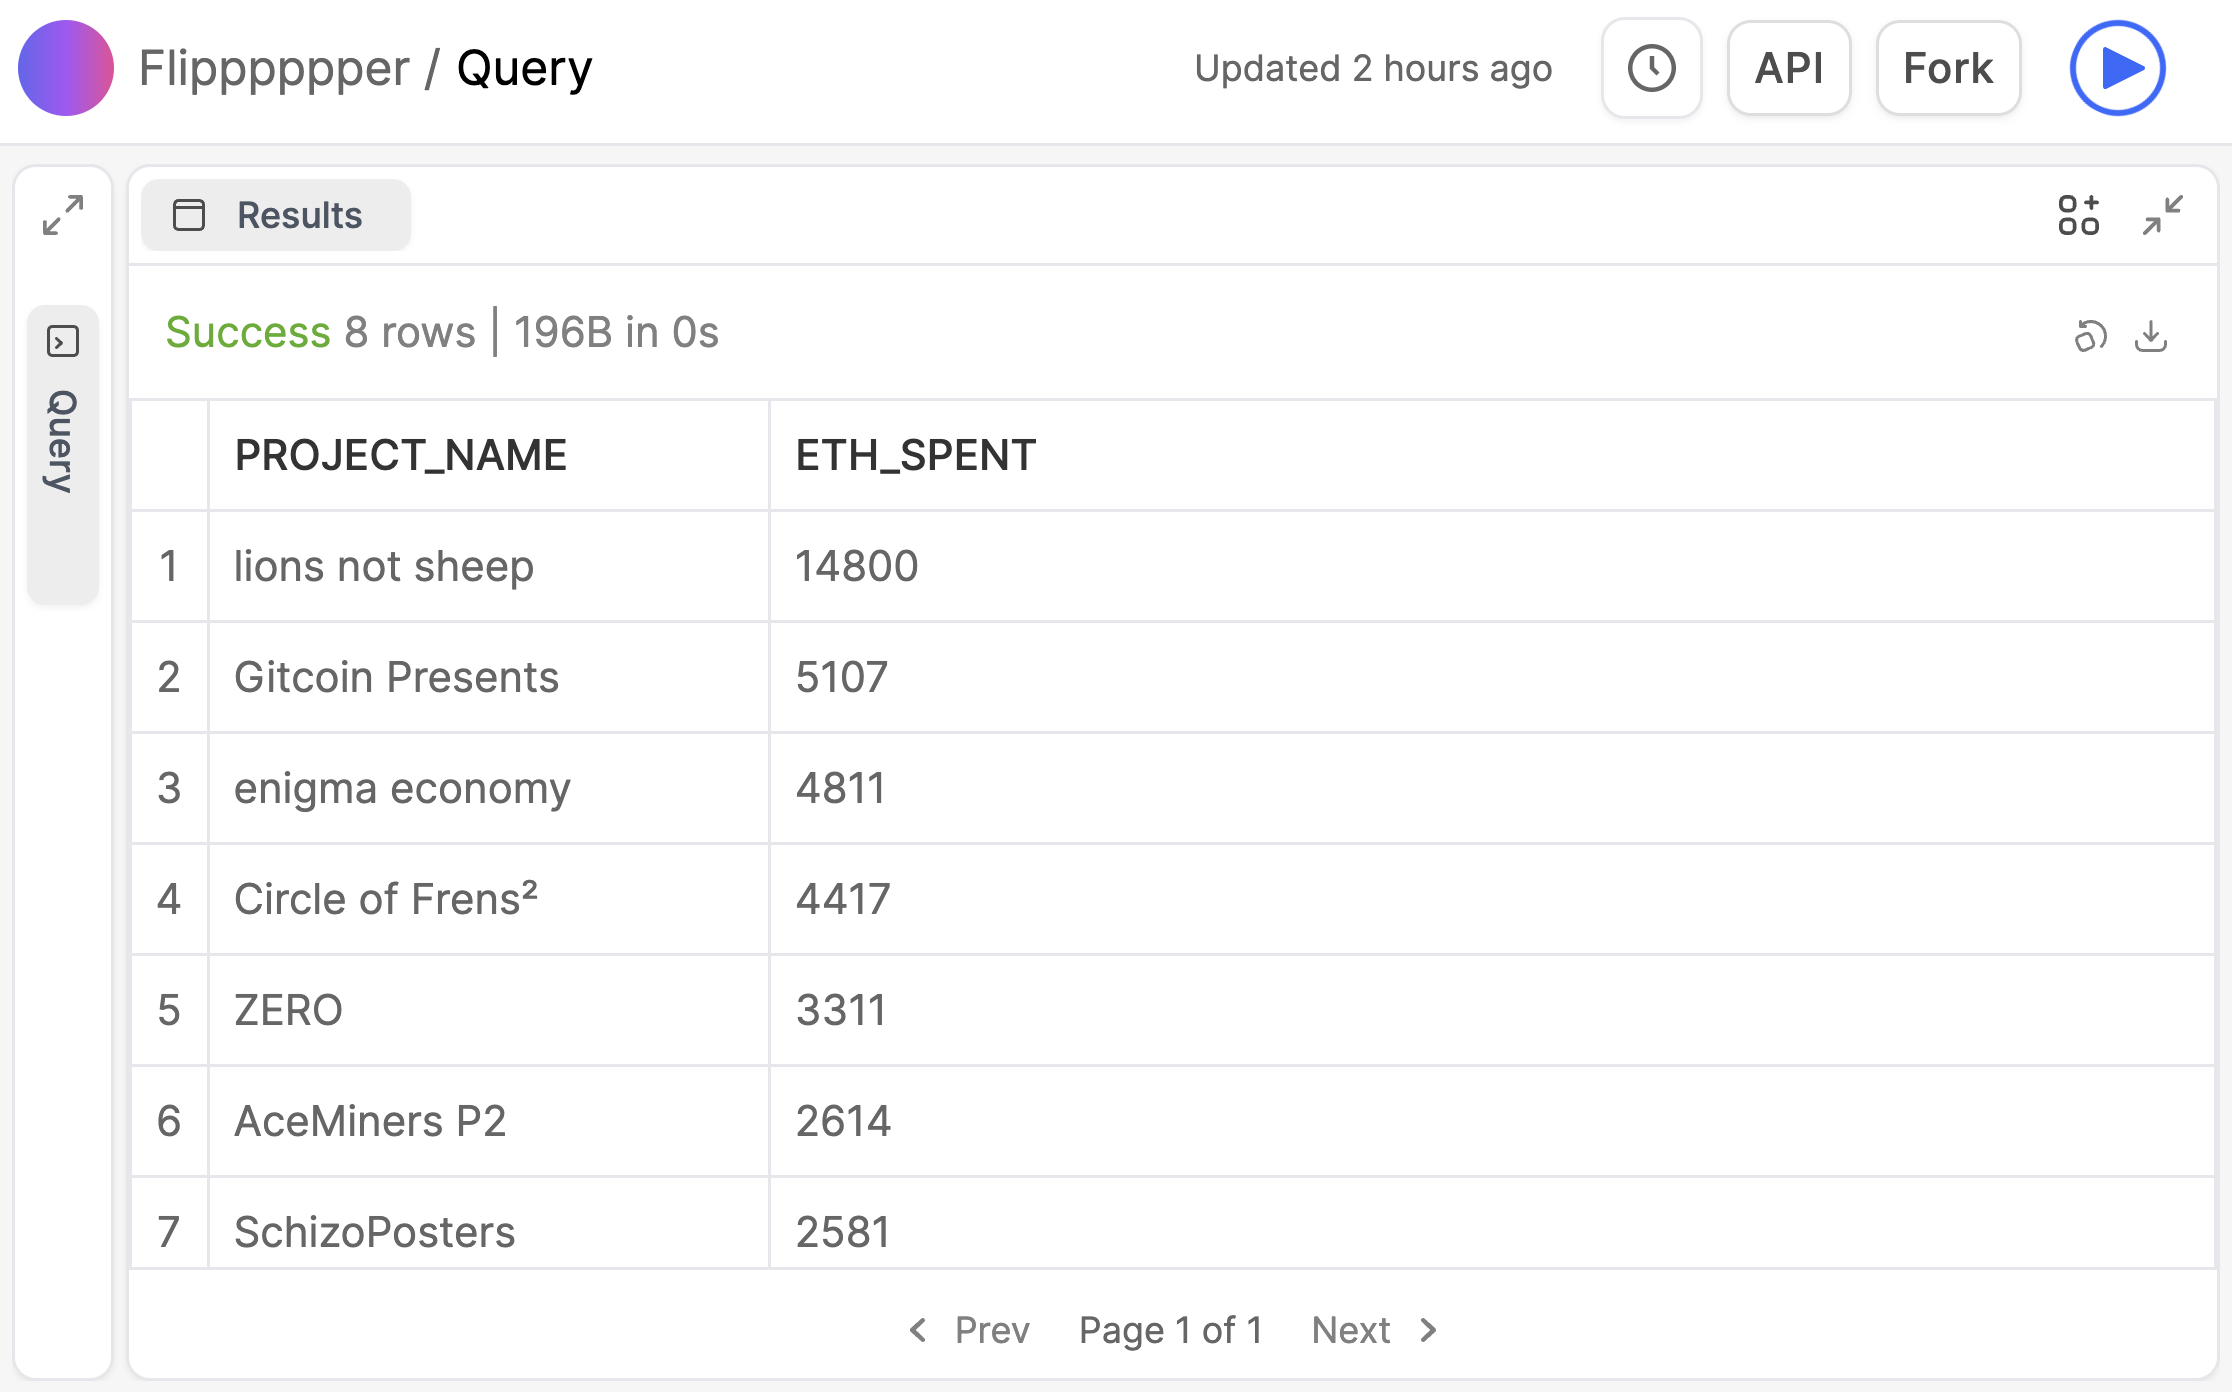 Flipppppper / Query
Updated 2 hours ago
API
Fork
Results
Query
Success 8 rows | 196B in 0s
PROJECT_NAME ETH_SPENT
1 lions not sheep 14800
2 Gitcoin Presents 5107
3 enigma economy 4811
4 Circle of Frens² 4417
5 ZERO 3311
6 AceMiners P2 2614
7 SchizoPosters 2581
Prev Page 1 of 1 Next